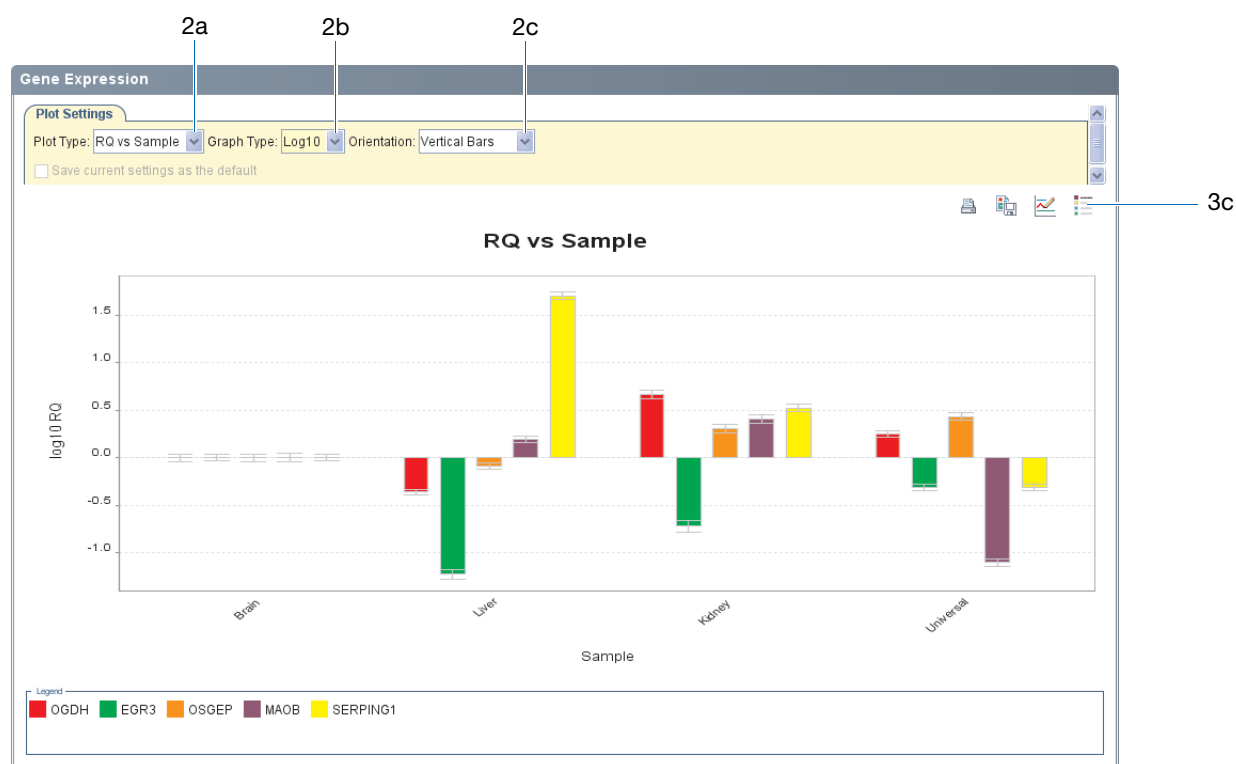 2a 2b 2c
Gene Expression
Plot Settings
Plot Type: RQ vs Sample Graph Type: Log10 Orientation: Vertical Bars
Save current settings as the default
3c
RQ vs Sample
1.5
1.0
0.5
0.0
-0.5
-1.0
log10 RQ
Brain Liver Kidney Universal
Sample
Legend
OGDH EGR3 OSGEP MAOB SERPING1